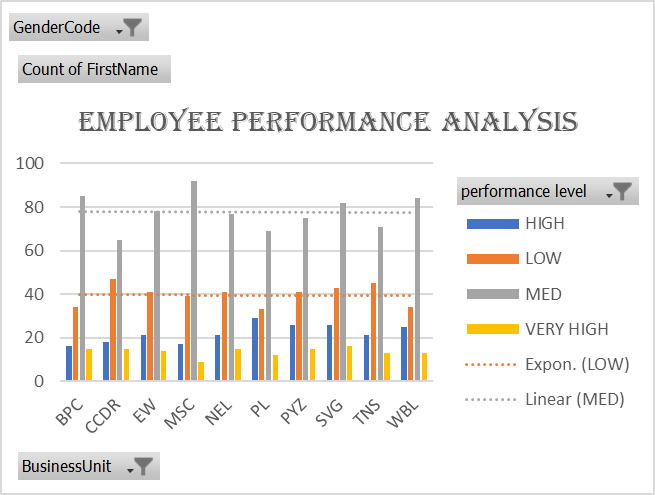 GenderCode
Count of FirstName
EMPLOYEE PERFORMANCE ANALYSIS
100
80
60
40
20
0
BPC
CCDR
EW
MSC
NEL
PL
PYZ
SVG
TNS
WBL
performance level
HIGH
LOW
MED
VERY HIGH
Expon. (LOW)
Linear (MED)
BusinessUnit